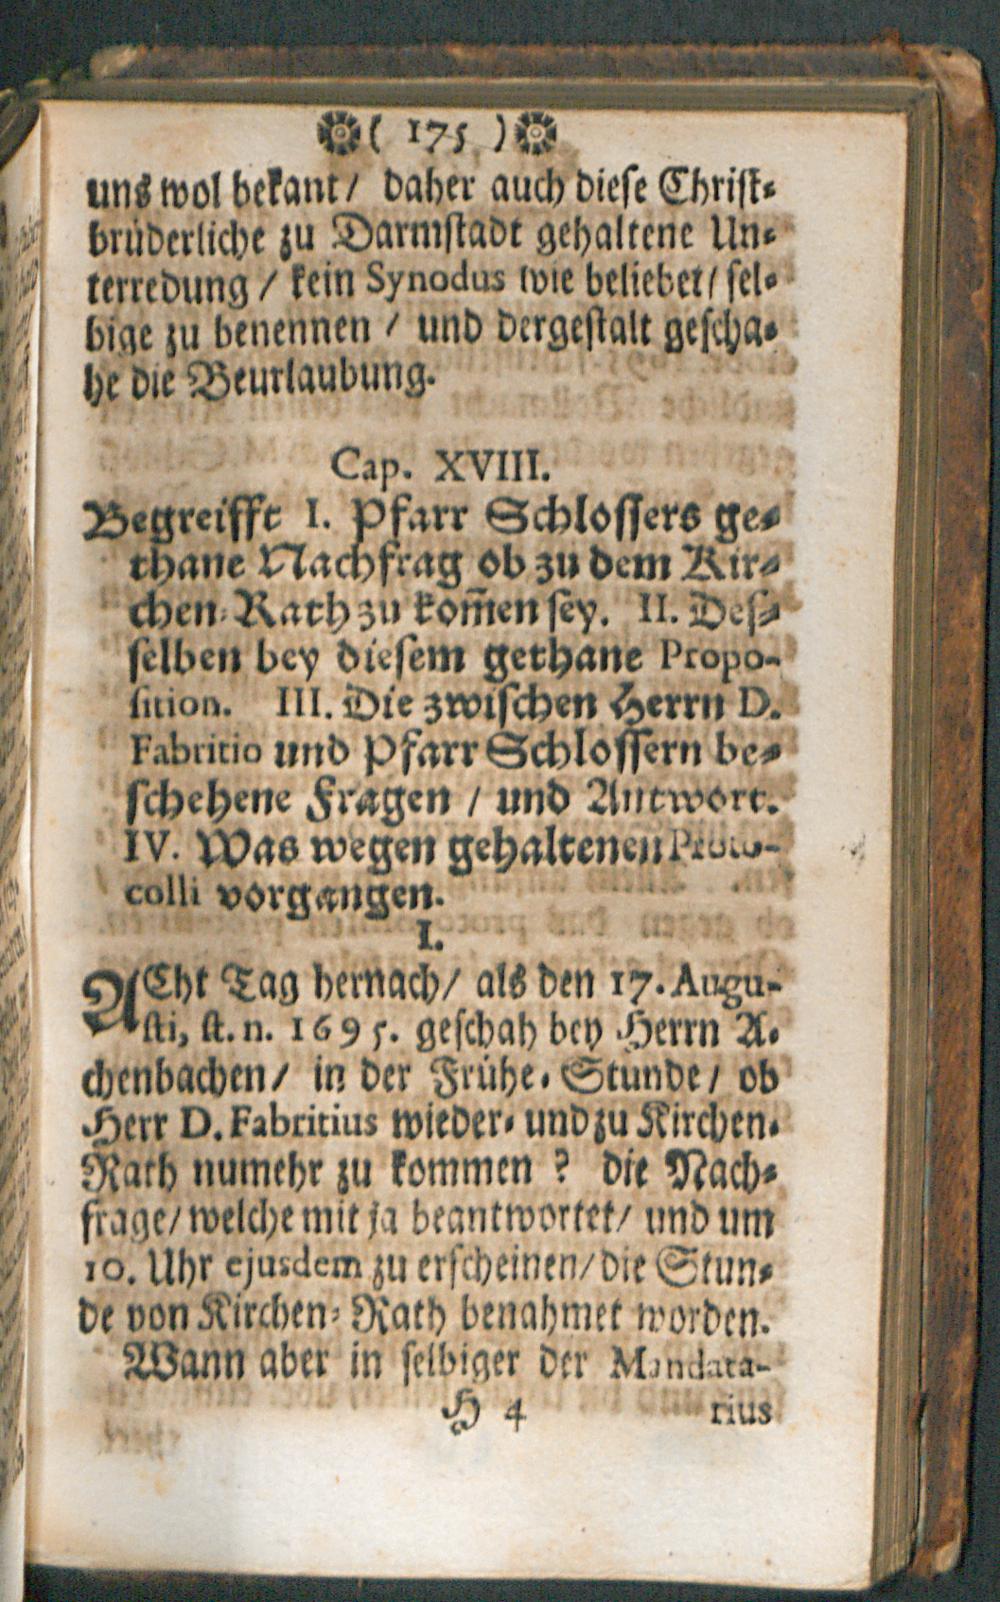 ( 175 )
uns wol bekant / daher auch diese Christ-
brüderliche zu Darmstadt gehaltene Un-
terredung / kein Synodus wie beliebet / sel-
bige zu benennen / und dergestalt gescha-
he die Beurlaubung.
Cap. XVIII.
Begreifft I. Pfarr Schlossers ge-
thane Nachfrag ob zu dem Kir-
chen-Rath zu kom̃en sey. II. Des-
selben bey diesem gethane Propo-
sition. III. Die zwischen Herrn D.
Fabritio und Pfarr Schlossern be-
schehene Fragen / und Antwort.
IV. Was wegen gehaltenen Proto-
colli vorgangen.
I.
ACht Tag hernach / als den 17. Augu-
sti, st. n. 1695. geschah bey Herrn A-
chenbachen / in der Frühe-Stunde / ob
Herr D. Fabritius wieder- und zu Kirchen-
Rath numehr zu kommen ? die Nach-
frage / welche mit ja beantwortet / und um
10. Uhr ejusdem zu erscheinen / die Stun-
de von Kirchen-Rath benahmet worden.
Wann aber in selbiger der Mandata-
H 4 rius